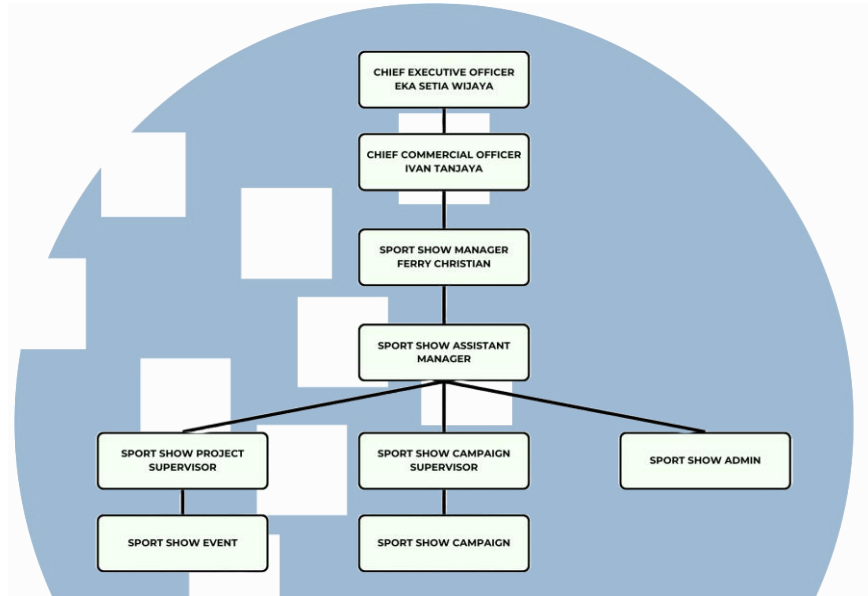 CHIEF EXECUTIVE OFFICER
EKA SETIA WIJAYA
CHIEF COMMERCIAL OFFICER
IVAN TANJAYA
SPORT SHOW MANAGER
FERRY CHRISTIAN
SPORT SHOW ASSISTANT
MANAGER
SPORT SHOW PROJECT
SUPERVISOR
SPORT SHOW CAMPAIGN
SUPERVISOR
SPORT SHOW ADMIN
SPORT SHOW EVENT
SPORT SHOW CAMPAIGN